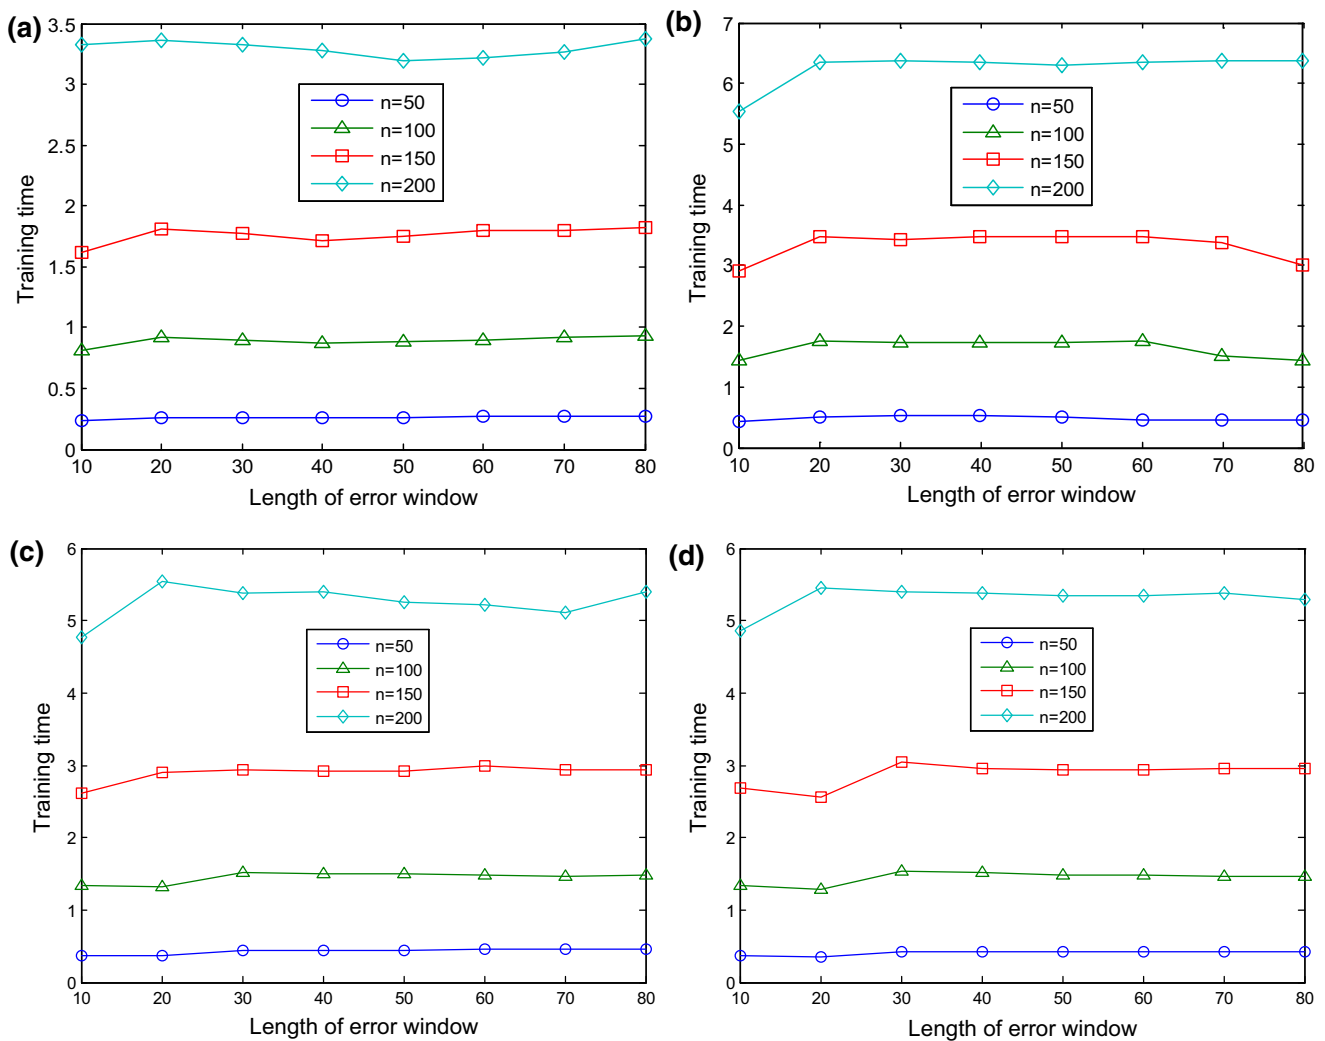 (a)
3.5
3
2.5
2
1.5
1
0.5
0
Training time
n=50
n=100
n=150
n=200
10 20 30 40 50 60 70 80
Length of error window
(b)
7
6
5
4
3
2
1
0
Training time
n=50
n=100
n=150
n=200
10 20 30 40 50 60 70 80
Length of error window
(c)
6
5
4
3
2
1
0
Training time
n=50
n=100
n=150
n=200
10 20 30 40 50 60 70 80
Length of error window
(d)
6
5
4
3
2
1
0
Training time
n=50
n=100
n=150
n=200
10 20 30 40 50 60 70 80
Length of error window